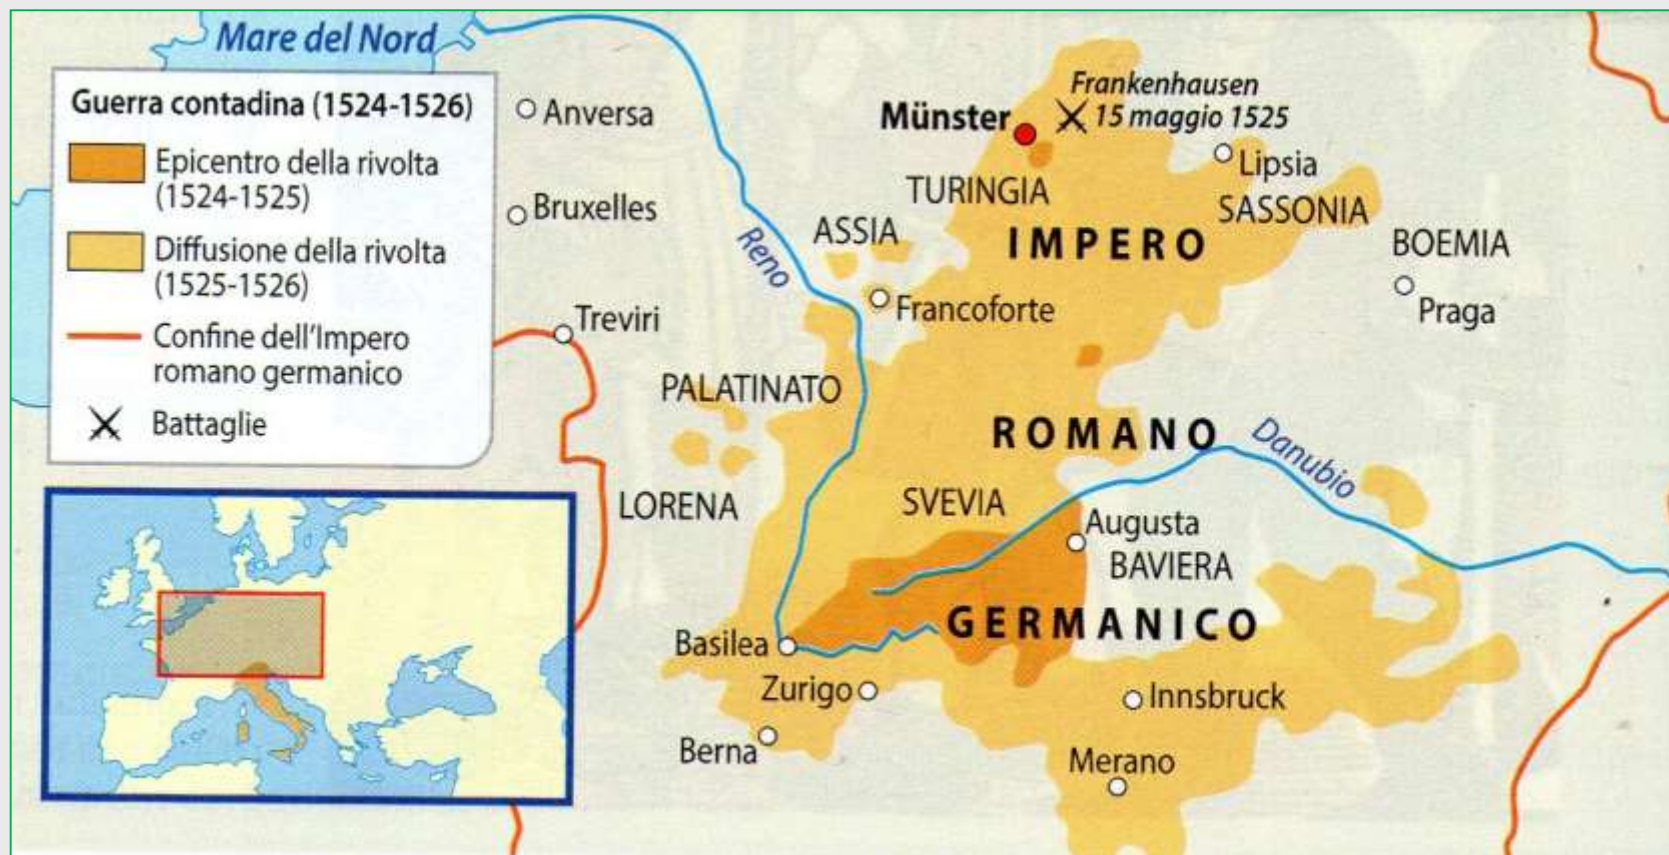 Mare del Nord
Guerra contadina (1524-1526)
Epicentro della rivolta
(1524-1525)
Diffusione della rivolta
(1525-1526)
Confine dell'Impero
romano germanico
Battaglie
Anversa
Bruxelles
Treviri
Reno
Münster
Frankenhausen
15 maggio 1525
Lipsia
TURINGIA
SASSONIA
ASSIA
IMPERO
BOEMIA
Praga
Francoforte
PALATINATO
ROMANO
Danubio
LORENA
SVEVIA
Augusta
BAVIERA
GERMANICO
Basilea
Zurigo
Innsbruck
Berna
Merano